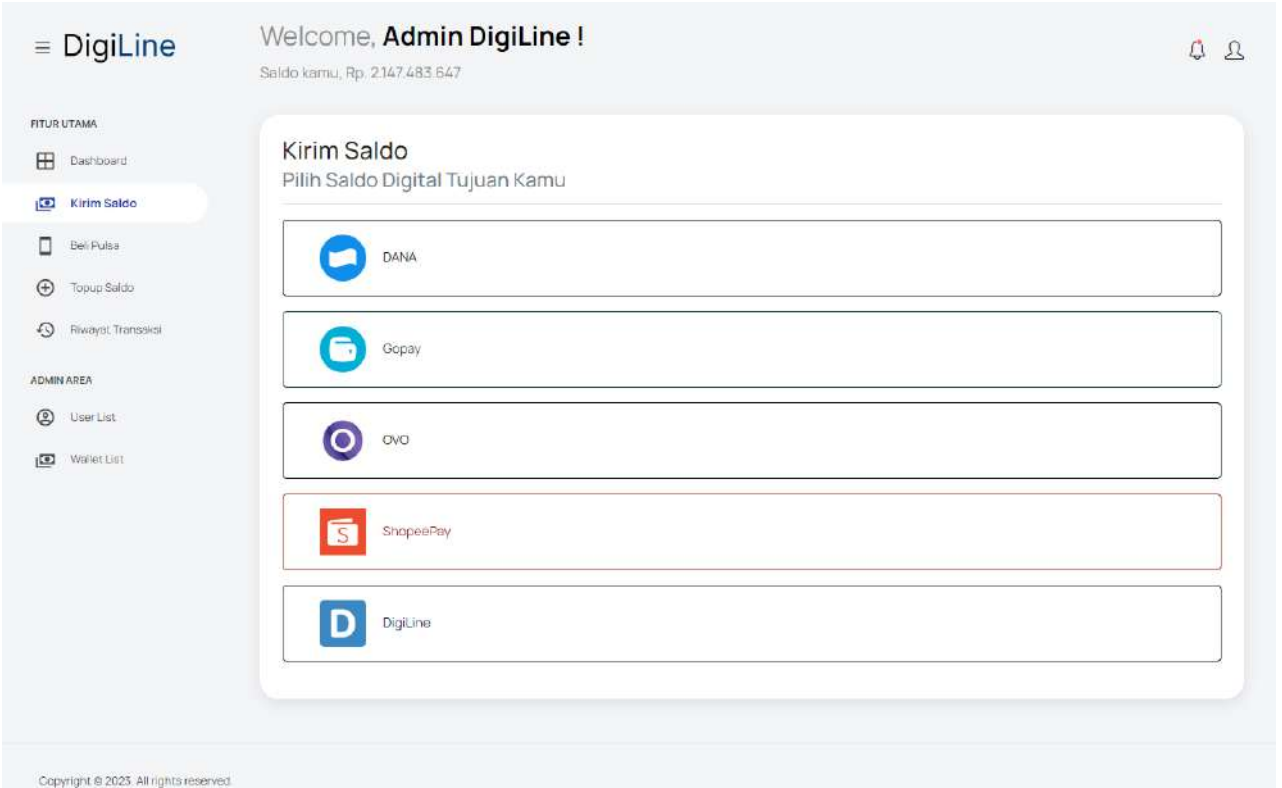 DigiLine
Welcome, Admin DigiLine !
Saldo kamu, Rp. 2.147.483.647
FITUR UTAMA
Dashboard
Kirim Saldo
Beli Pulsa
Topup Saldo
Riwayat Transaksi
ADMIN AREA
User List
Wallet List
Kirim Saldo
Pilih Saldo Digital Tujuan Kamu
DANA
Gopay
OVO
S
ShopeePay
D
DigiLine
Copyright © 2023. All rights reserved.